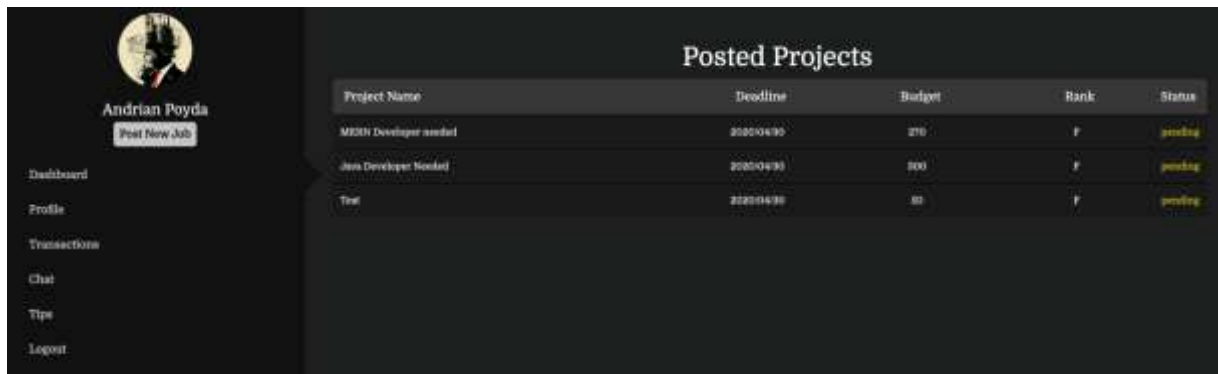 Andrian Poyda
Post New Job
Dashboard
Profile
Transactions
Chat
Tips
Logout
Posted Projects
Project Name Deadline Budget Rank Status
Developer needed 2020/04/30 270 F pending
Java Developer Needed 2020/04/30 300 F pending
Test 2020/04/30 F pending